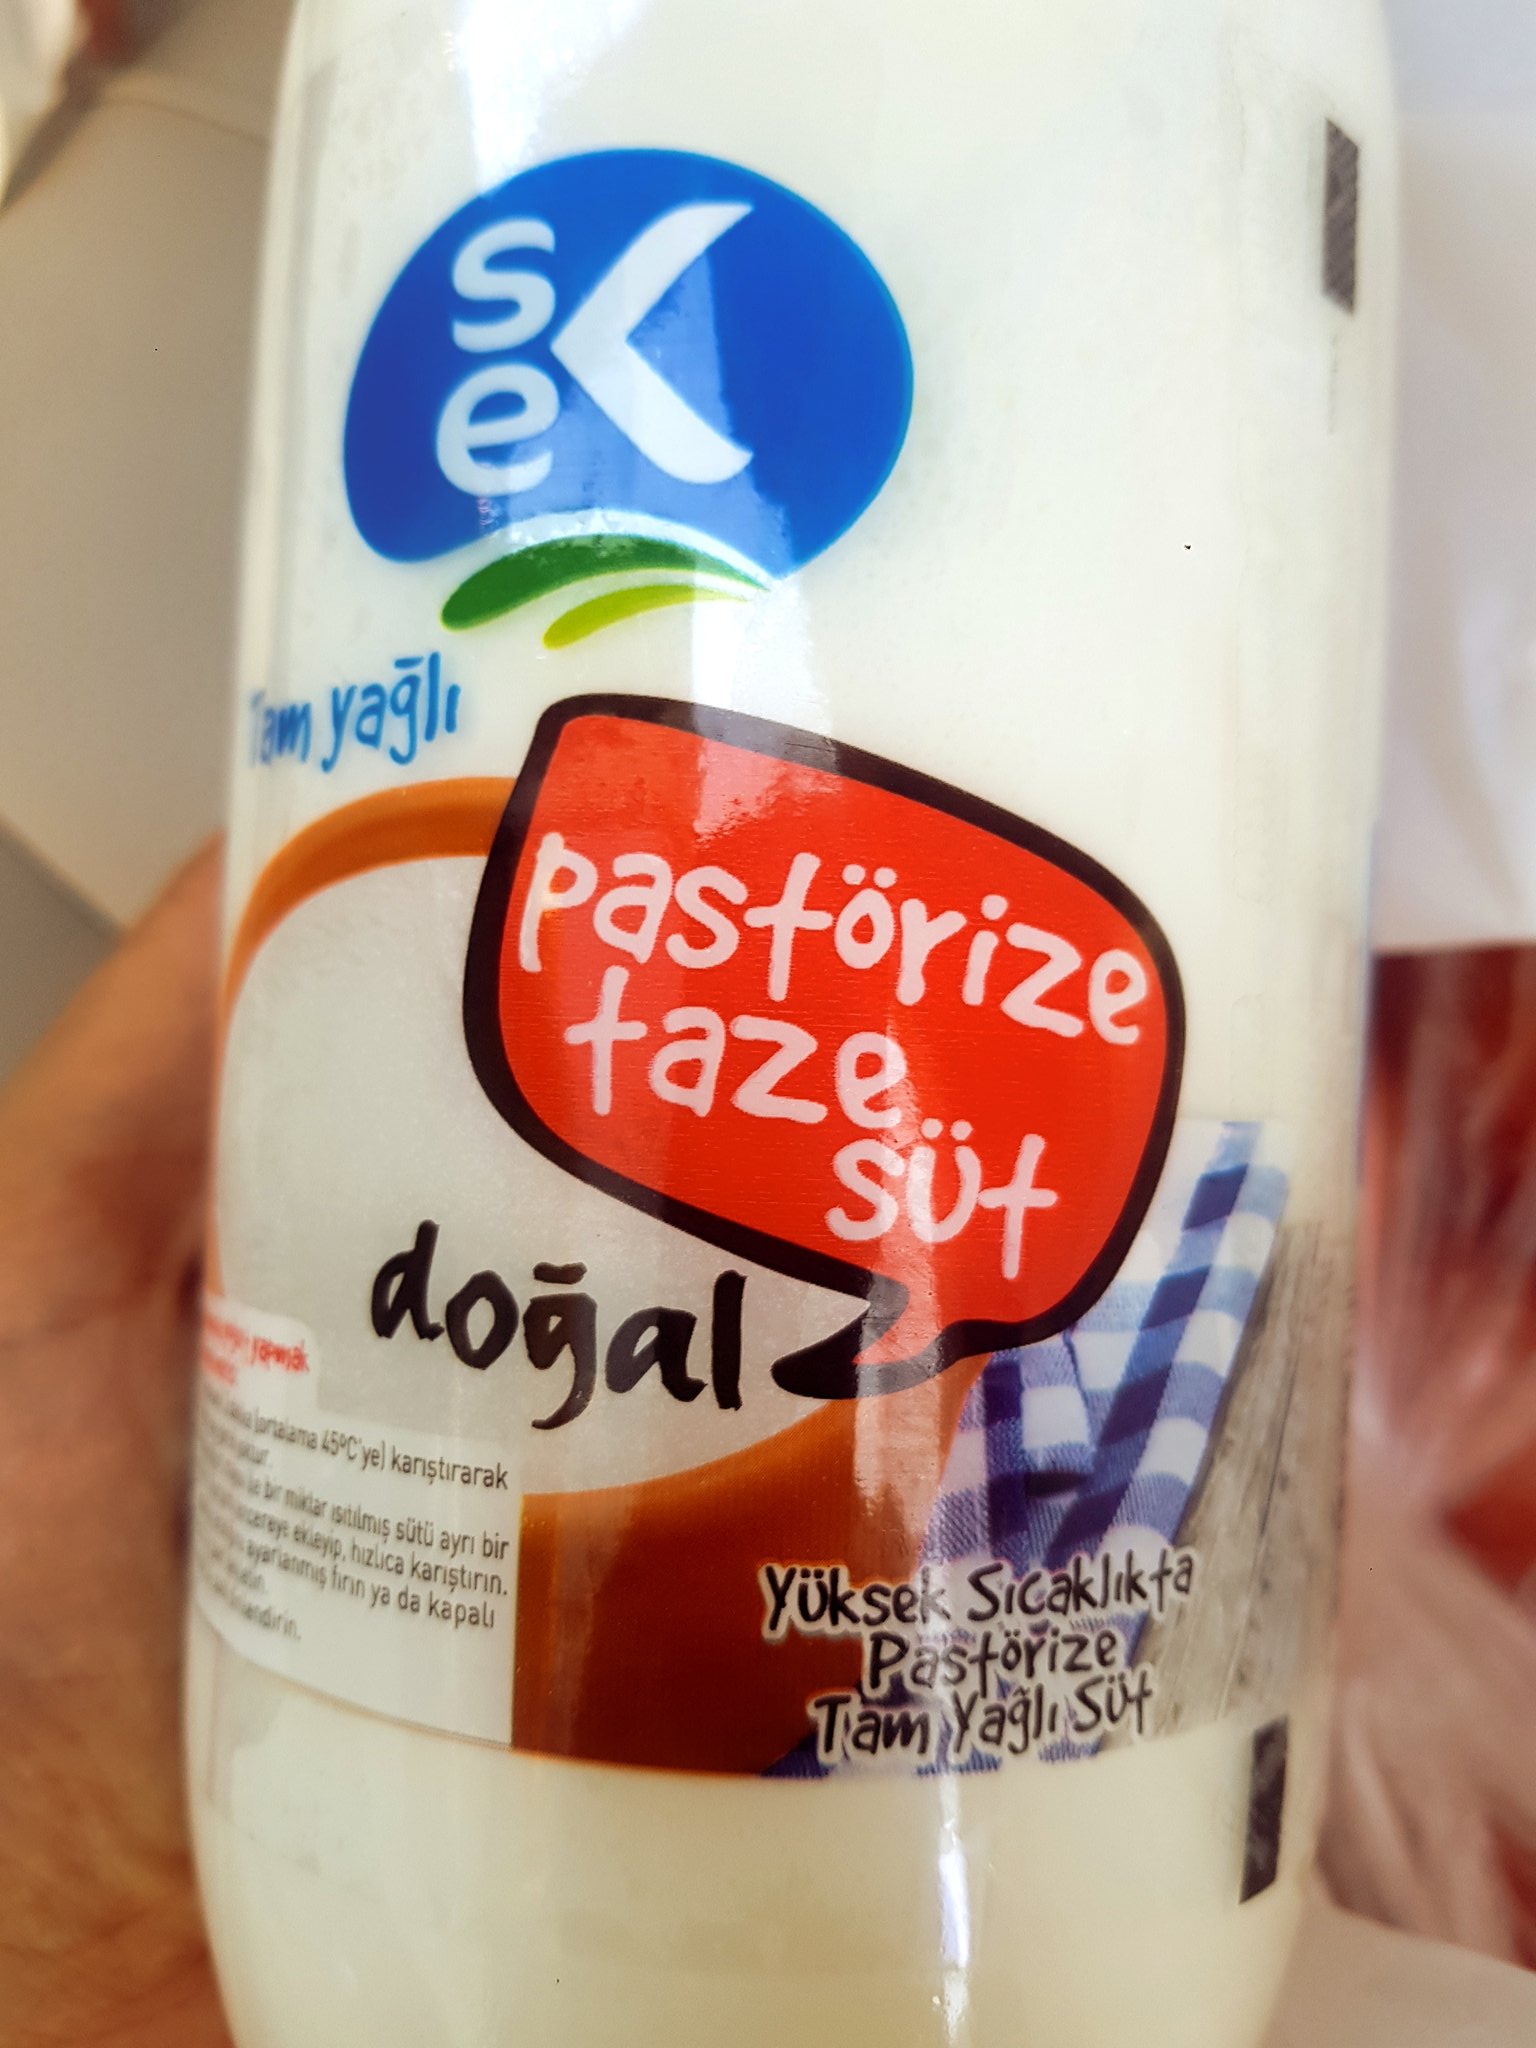 sek
Tam yağlı
pastörize
taze
süt
doğal
yapmak
(ortalama 45°C'ye) karıştırarak
bir miktar ısıtılmış sütü ayrı bir
ekleyip, hızlıca karıştırın.
ayarlanmış fırın ya da kapalı
Yüksek Sıcaklıkta
Pastörize
Tam Yağlı Süt